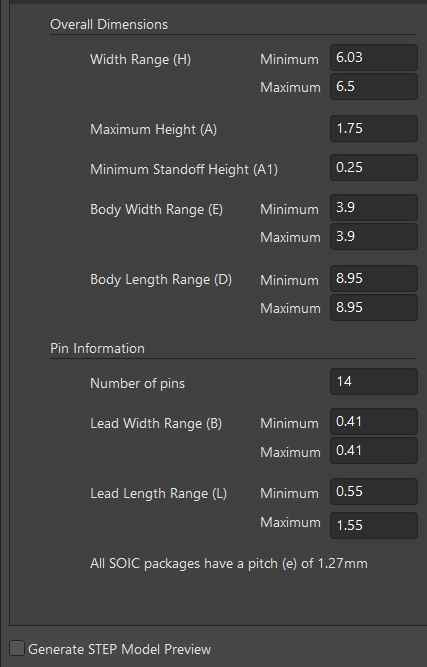 Overall Dimensions
Width Range (H) Minimum 6.03
Maximum 6.5
Maximum Height (A) 1.75
Minimum Standoff Height (A1) 0.25
Body Width Range (E) Minimum 3.9
Maximum 3.9
Body Length Range (D) Minimum 8.95
Maximum 8.95
Pin Information
Number of pins 14
Lead Width Range (B) Minimum 0.41
Maximum 0.41
Lead Length Range (L) Minimum 0.55
Maximum 1.55
All SOIC packages have a pitch (e) of 1.27mm
Generate STEP Model Preview